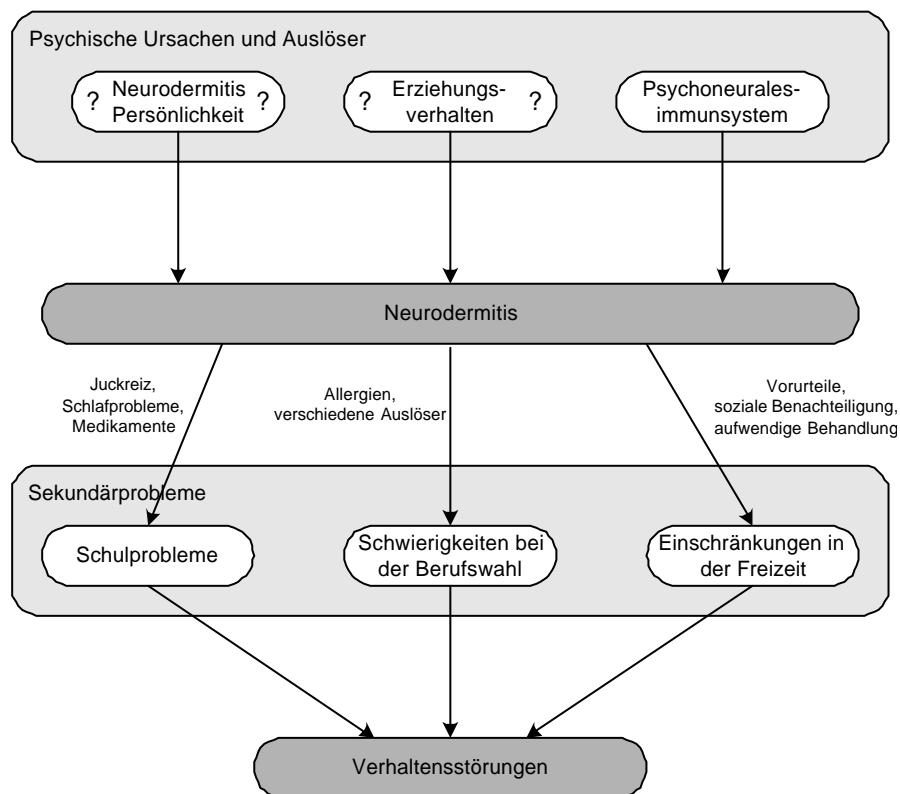 Psychische Ursachen und Auslöser
? Neurodermitis ?
Persönlichkeit
? Erziehungs- ?
verhalten
Psychoneurales-
immunsystem
Neurodermitis
Juckreiz,
Schlafprobleme,
Medikamente
Allergien,
verschiedene Auslöser
Vorurteile,
soziale Benachteiligung,
aufwendige Behandlung
Sekundärprobleme
Schulprobleme
Schwierigkeiten bei
der Berufswahl
Einschränkungen in
der Freizeit
Verhaltensstörungen